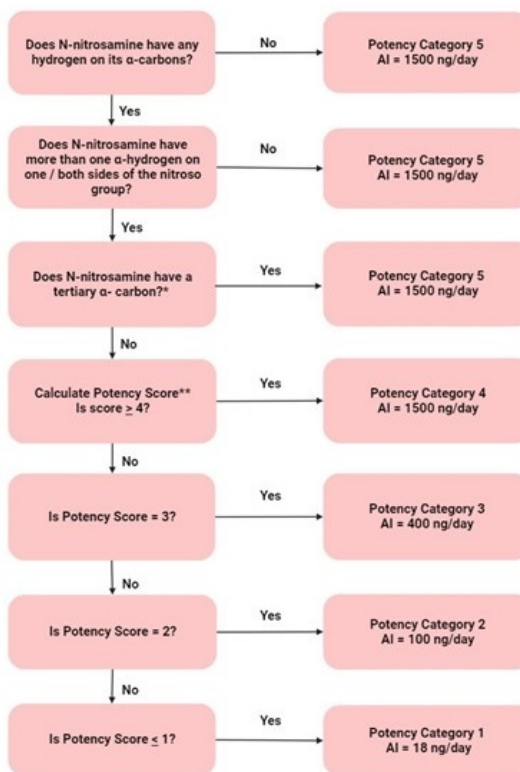 Does N-nitrosamine have any
hydrogen on its α-carbons?
No
Potency Category 5
AI = 1500 ng/day
Yes
Does N-nitrosamine have
more than one α-hydrogen on
one / both sides of the nitroso
group?
No
Potency Category 5
AI = 1500 ng/day
Yes
Does N-nitrosamine have a
tertiary α- carbon?*
Yes
Potency Category 5
AI = 1500 ng/day
No
Calculate Potency Score**
Is score ≥ 4?
Yes
Potency Category 4
AI = 1500 ng/day
No
Is Potency Score = 3?
Yes
Potency Category 3
AI = 400 ng/day
No
Is Potency Score = 2?
Yes
Potency Category 2
AI = 100 ng/day
No
Is Potency Score ≤ 1?
Yes
Potency Category 1
AI = 18 ng/day